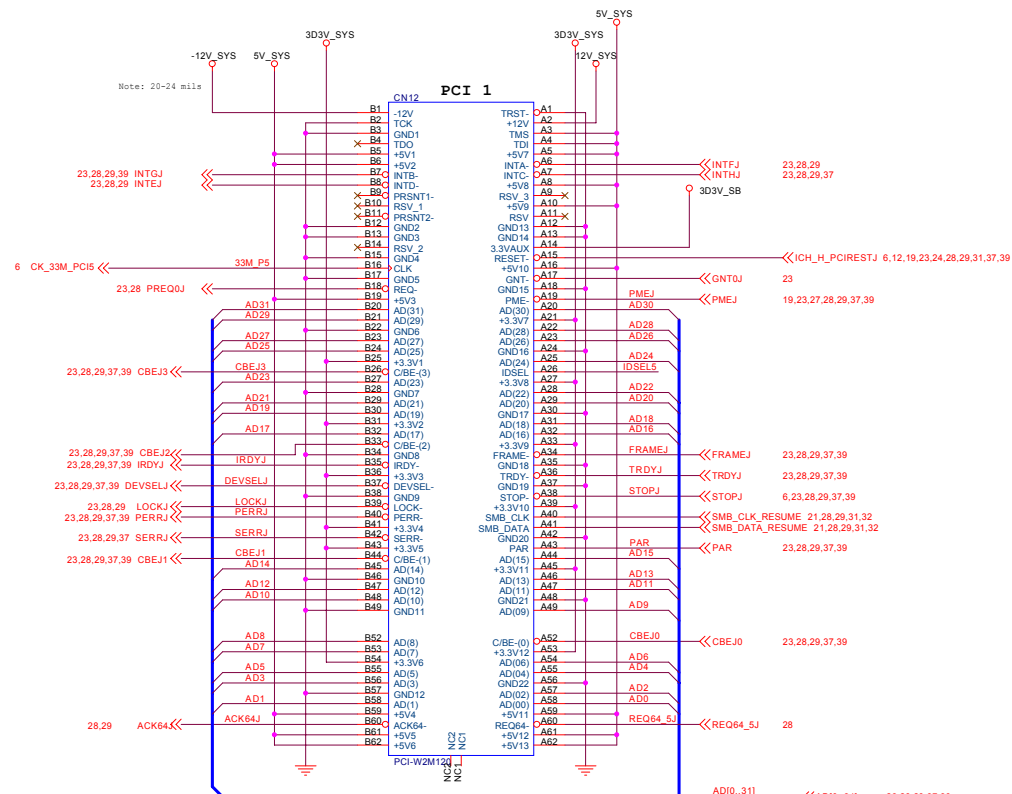 5V_SYS
3D3V_SYS 3D3V_SYS
-12V_SYS 5V_SYS 12V_SYS
Note: 20-24 mils
PCI 1
CN12
B1 -12V TRST- A1
B2 TCK +12V A2
B3 GND1 TMS A3
B4 TDO TDI A4
B5 +5V1 +5V7 A5
B6 +5V2 INTA- A6 INTFJ 23,28,29
23,28,29,39 INTGJ B7 INTB- INTC- A7 INTHJ 23,28,29,37
23,28,29 INTEJ B8 INTD- +5V8 A8
B9 PRSNT1- RSV_3 A9 3D3V_SB
B10 RSV_1 +5V9 A10
B11 PRSNT2- RSV A11
B12 GND2 GND13 A12
B13 GND3 GND14 A13
B14 RSV_2 3.3VAUX A14
B15 GND4 RESET- A15 ICH_H_PCIRESTJ 6,12,19,23,24,28,29,31,37,39
6 CK_33M_PCI5 33M_P5 B16 CLK +5V10 A16
B17 GND5 GNT- A17 GNT0J 23
23,28 PREQ0J B18 REQ- GND15 A18
B19 +5V3 PME- A19 PMEJ PMEJ 19,23,27,28,29,37,39
AD31 B20 AD(31) AD(30) A20 AD30
AD29 B21 AD(29) +3.3V7 A21
B22 GND6 AD(28) A22 AD28
AD27 B23 AD(27) AD(26) A23 AD26
AD25 B24 AD(25) GND16 A24
B25 +3.3V1 AD(24) A25 AD24
23,28,29,37,39 CBEJ3 CBEJ3 B26 C/BE-(3) IDSEL A26 IDSEL5
AD23 B27 AD(23) +3.3V8 A27
B28 GND7 AD(22) A28 AD22
AD21 B29 AD(21) AD(20) A29 AD20
AD19 B30 AD(19) GND17 A30
B31 +3.3V2 AD(18) A31 AD18
AD17 B32 AD(17) AD(16) A32 AD16
B33 C/BE-(2) +3.3V9 A33
23,28,29,37,39 CBEJ2 B34 GND8 FRAME- A34 FRAMEJ FRAMEJ 23,28,29,37,39
23,28,29,37,39 IRDYJ IRDYJ B35 IRDY- GND18 A35
B36 +3.3V3 TRDY- A36 TRDYJ TRDYJ 23,28,29,37,39
23,28,29,37,39 DEVSELJ DEVSELJ B37 DEVSEL- GND19 A37
B38 GND9 STOP- A38 STOPJ STOPJ 6,23,28,29,37,39
23,28,29 LOCKJ LOCKJ B39 LOCK- +3.3V10 A39
23,28,29,37,39 PERRJ PERRJ B40 PERR- SMB_CLK A40 SMB_CLK_RESUME 21,28,29,31,32
B41 +3.3V4 SMB_DATA A41 SMB_DATA_RESUME 21,28,29,31,32
23,28,29,37 SERRJ SERRJ B42 SERR- GND20 A42
B43 +3.3V5 PAR A43 PAR PAR 23,28,29,37,39
23,28,29,37,39 CBEJ1 CBEJ1 B44 C/BE-(1) AD(15) A44 AD15
AD14 B45 AD(14) +3.3V11 A45
B46 GND10 AD(13) A46 AD13
AD12 B47 AD(12) AD(11) A47 AD11
AD10 B48 AD(10) GND21 A48
B49 GND11 AD(09) A49 AD9
AD8 B52 AD(8) C/BE-(0) A52 CBEJ0 CBEJ0 23,28,29,37,39
AD7 B53 AD(7) +3.3V12 A53
B54 +3.3V6 AD(06) A54 AD6
AD5 B55 AD(5) AD(04) A55 AD4
AD3 B56 AD(3) GND22 A56
B57 GND12 AD(02) A57 AD2
AD1 B58 AD(1) AD(00) A58 AD0
B59 +5V4 +5V11 A59
28,29 ACK64J ACK64J B60 ACK64- REQ64- A60 REQ64_5J REQ64_5J 28
B61 +5V5 +5V12 A61
B62 +5V6 +5V13 A62
NC2 NC1
PCI-W2M120
NC2 NC1
AD[0..31]